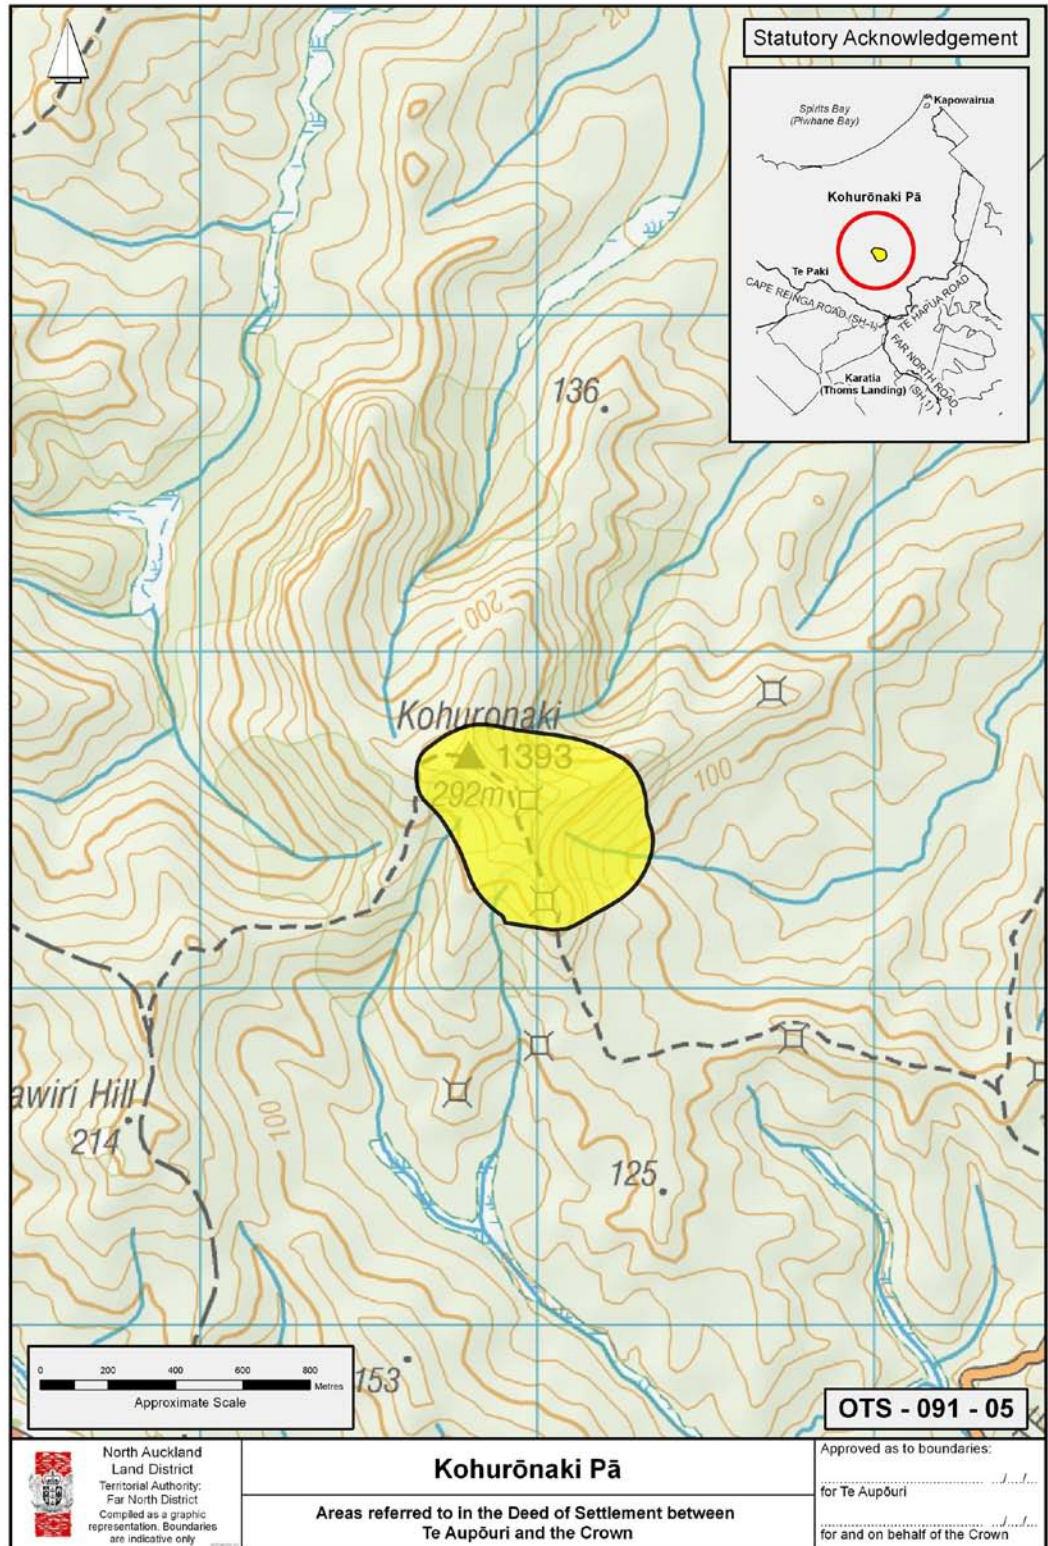 Statutory Acknowledgement
Spirits Bay
(Piwhane Bay)
Kapowairua
Kohurōnaki Pā
Te Paki
CAPE REINGA ROAD (SH 1)
TE HAPUA ROAD
FAR NORTH ROAD
(SH 1)
Karatia
(Thoms Landing)
136
200
Kohuronaki
1393
292m
100
awiri Hill
214
100
125
153
0 200 400 600 800
Metres
Approximate Scale
OTS - 091 - 05
North Auckland
Land District
Territorial Authority:
Far North District
Compiled as a graphic
representation. Boundaries
are indicative only
Kohurōnaki Pā
Areas referred to in the Deed of Settlement between
Te Aupōuri and the Crown
Approved as to boundaries:
for Te Aupōuri
for and on behalf of the Crown